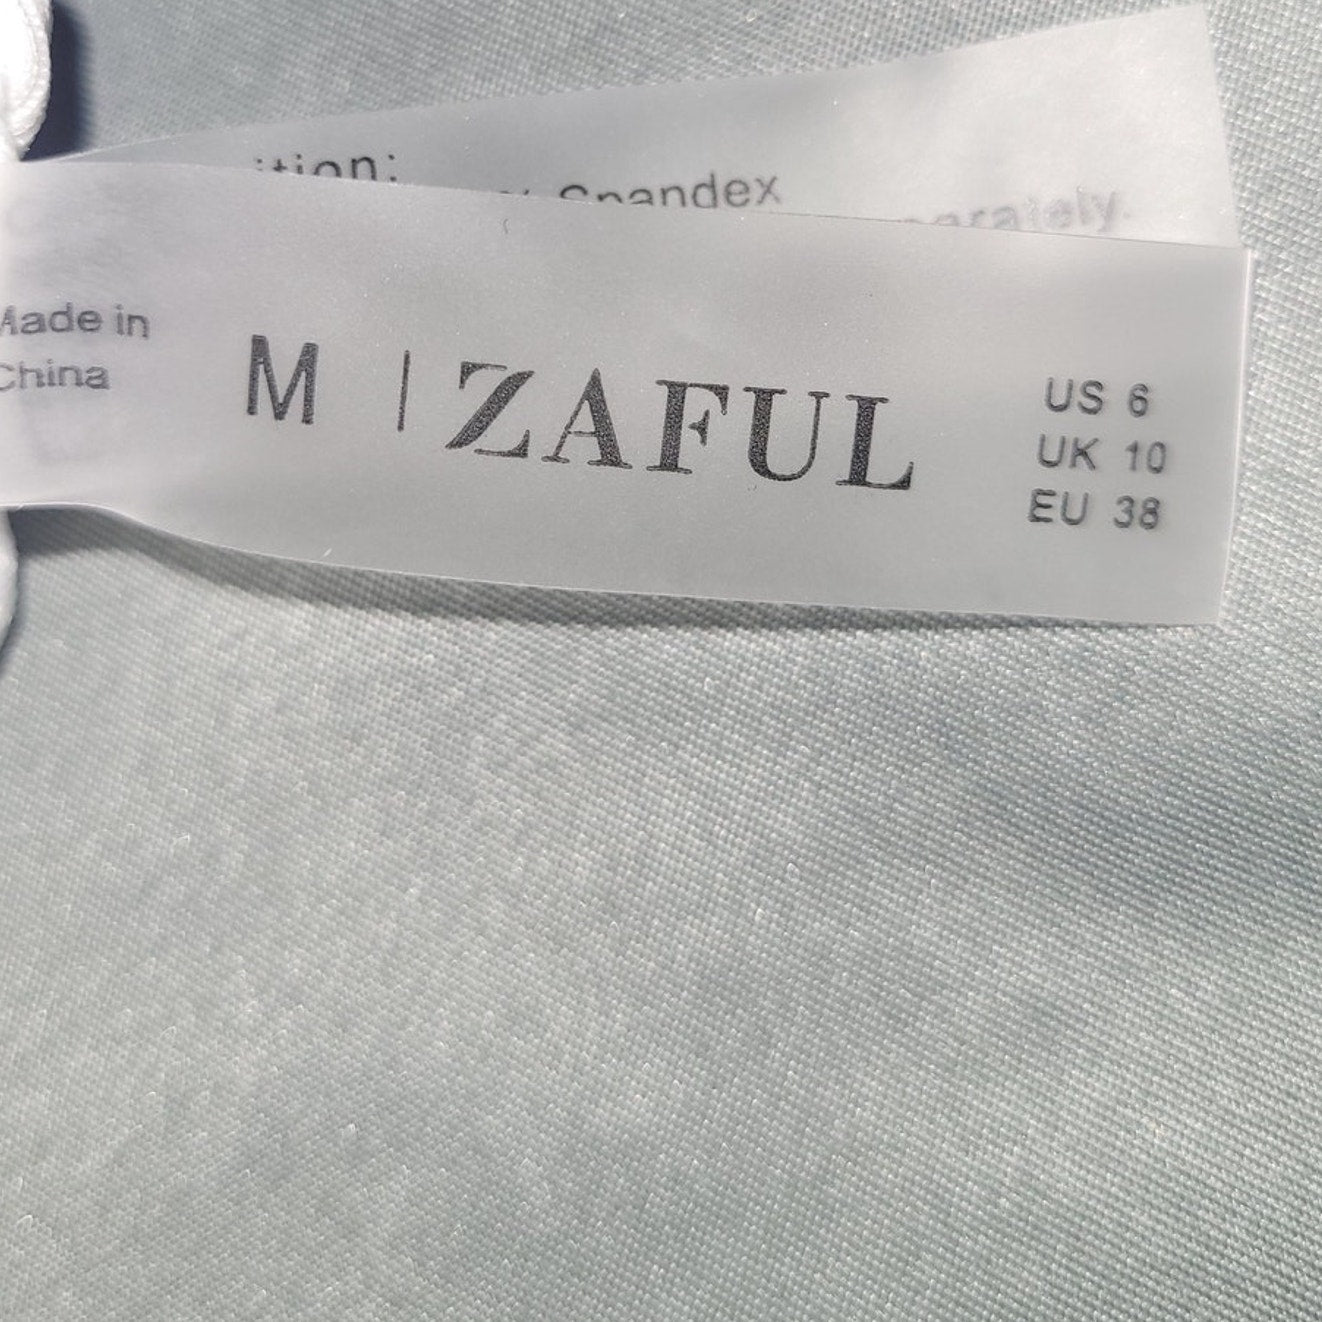 Spandex
Made in
China
M | ZAFUL
US 6
UK 10
EU 38